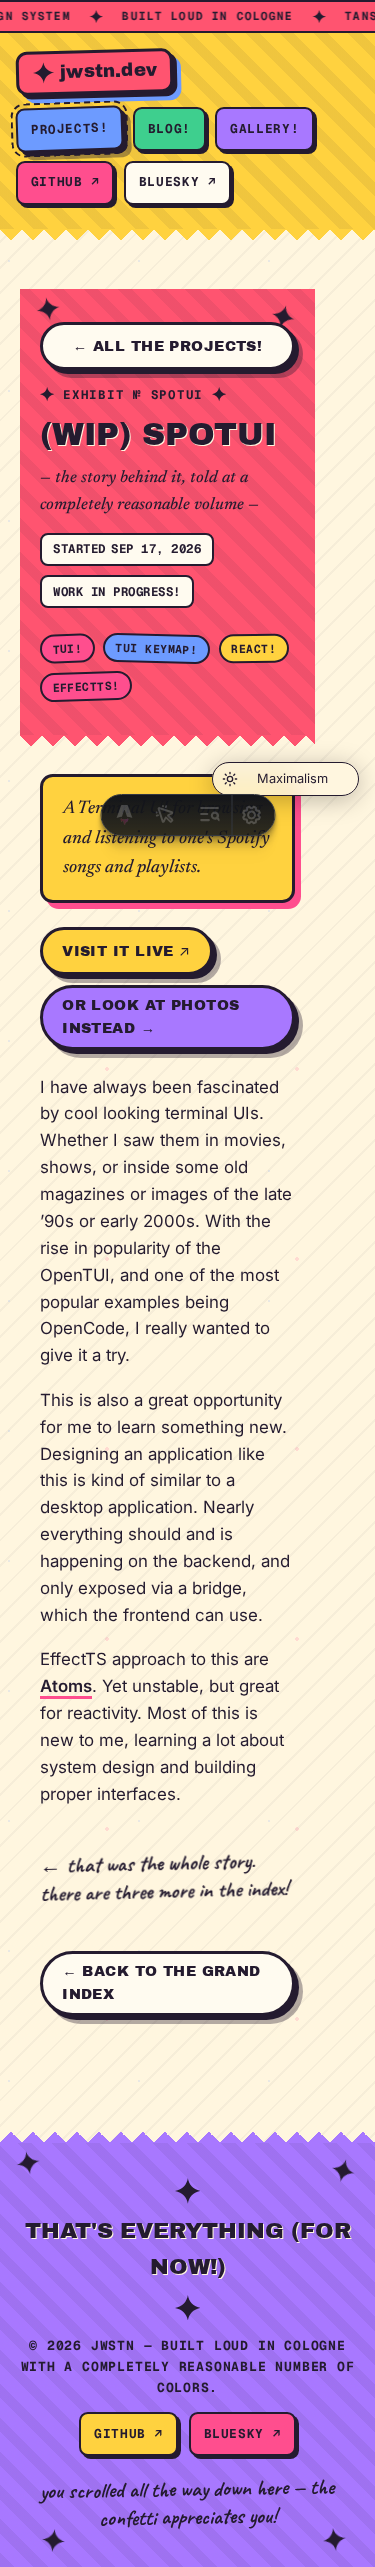 GN SYSTEM ✦ BUILT LOUD IN COLOGNE ✦ TANS
✦ jwstn.dev
PROJECTS!
BLOG!
GALLERY!
GITHUB ↗
BLUESKY ↗
← ALL THE PROJECTS!
✦ EXHIBIT № SPOTUI ✦
(WIP) SPOTUI
— the story behind it, told at a
completely reasonable volume —
STARTED SEP 17, 2026
WORK IN PROGRESS!
TUI!
TUI KEYMAP!
REACT!
EFFECTTS!
Maximalism
A Ter
and listening to one's Spotify
songs and playlists.
VISIT IT LIVE ↗
OR LOOK AT PHOTOS
INSTEAD →
I have always been fascinated
by cool looking terminal UIs.
Whether I saw them in movies,
shows, or inside some old
magazines or images of the late
’90s or early 2000s. With the
rise in popularity of the
OpenTUI, and one of the most
popular examples being
OpenCode, I really wanted to
give it a try.
This is also a great opportunity
for me to learn something new.
Designing an application like
this is kind of similar to a
desktop application. Nearly
everything should and is
happening on the backend, and
only exposed via a bridge,
which the frontend can use.
EffectTS approach to this are
Atoms. Yet unstable, but great
for reactivity. Most of this is
new to me, learning a lot about
system design and building
proper interfaces.
← that was the whole story.
there are three more in the index!
← BACK TO THE GRAND
INDEX
THAT'S EVERYTHING (FOR
NOW!)
© 2026 JWSTN — BUILT LOUD IN COLOGNE
WITH A COMPLETELY REASONABLE NUMBER OF
COLORS.
GITHUB ↗
BLUESKY ↗
you scrolled all the way down here — the
confetti appreciates you!